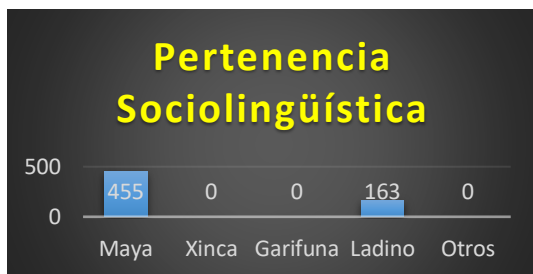 Pertenencia
Sociolingüística
500
455 0 0 163 0
0
Maya Xinca Garifuna Ladino Otros